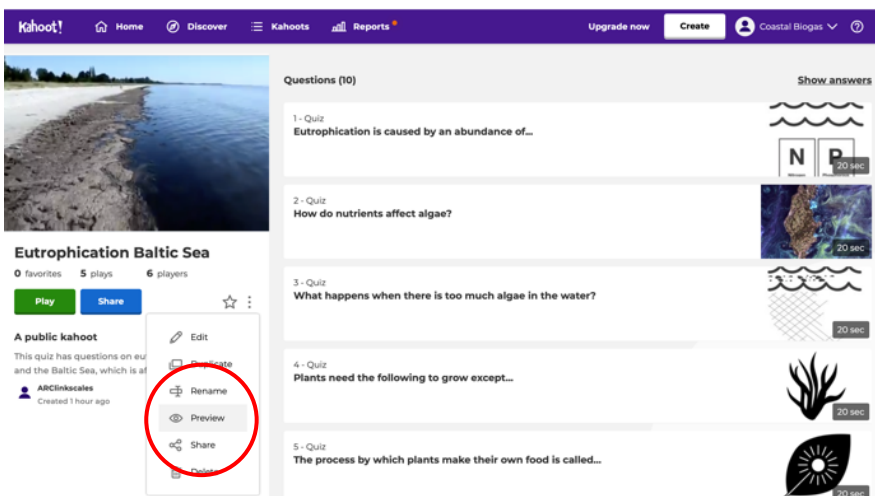 Kahoot! Home Discover Kahoots Reports Upgrade now Create Coastal Biogas
Questions (10) Show answers
1 - Quiz
Eutrophication is caused by an abundance of...
N P
20 sec
2 - Quiz
How do nutrients affect algae?
20 sec
3 - Quiz
What happens when there is too much algae in the water?
20 sec
4 - Quiz
Plants need the following to grow except...
20 sec
5 - Quiz
The process by which plants make their own food is called...
20 sec
Eutrophication Baltic Sea
0 favorites 5 plays 6 players
Play Share
A public kahoot
This quiz has questions on eu
and the Baltic Sea, which is af
ARClinkscales
Created 1 hour ago
Edit
Duplicate
Rename
Preview
Share
Delete